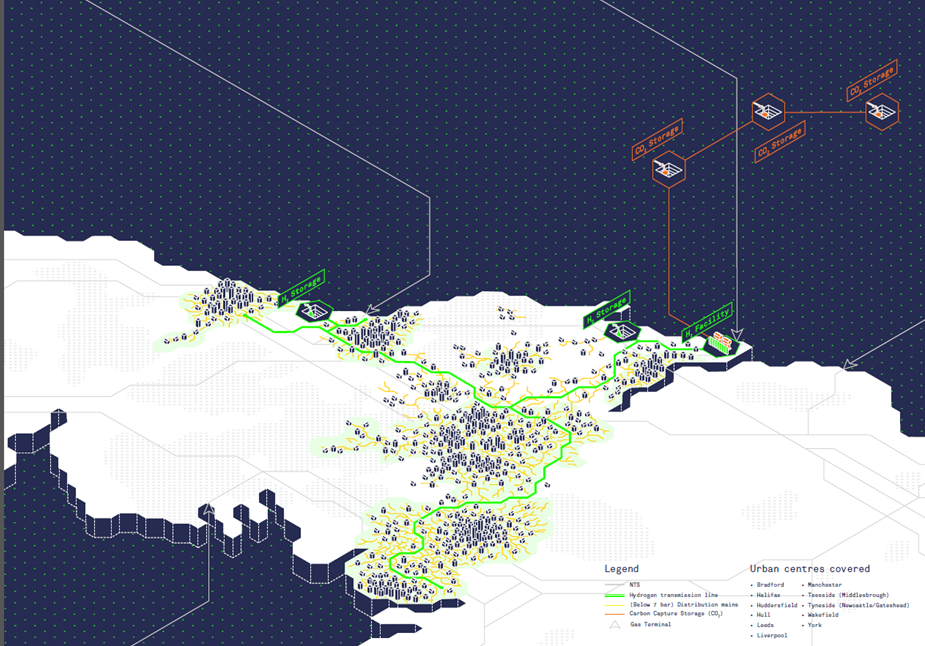 CO₂ Storage
CO₂ Storage
CO₂ Storage
H₂ Storage
H₂ Storage
H₂ Facility
Legend
NTS
Hydrogen transmission line
(Below 7 bar) Distribution mains
Carbon Capture Storage (CO₂)
Gas Terminal
Urban centres covered
• Bradford
• Halifax
• Huddersfield
• Hull
• Leeds
• Liverpool
• Manchester
• Teesside (Middlesbrough)
• Tyneside (Newcastle/Gateshead)
• Wakefield
• York